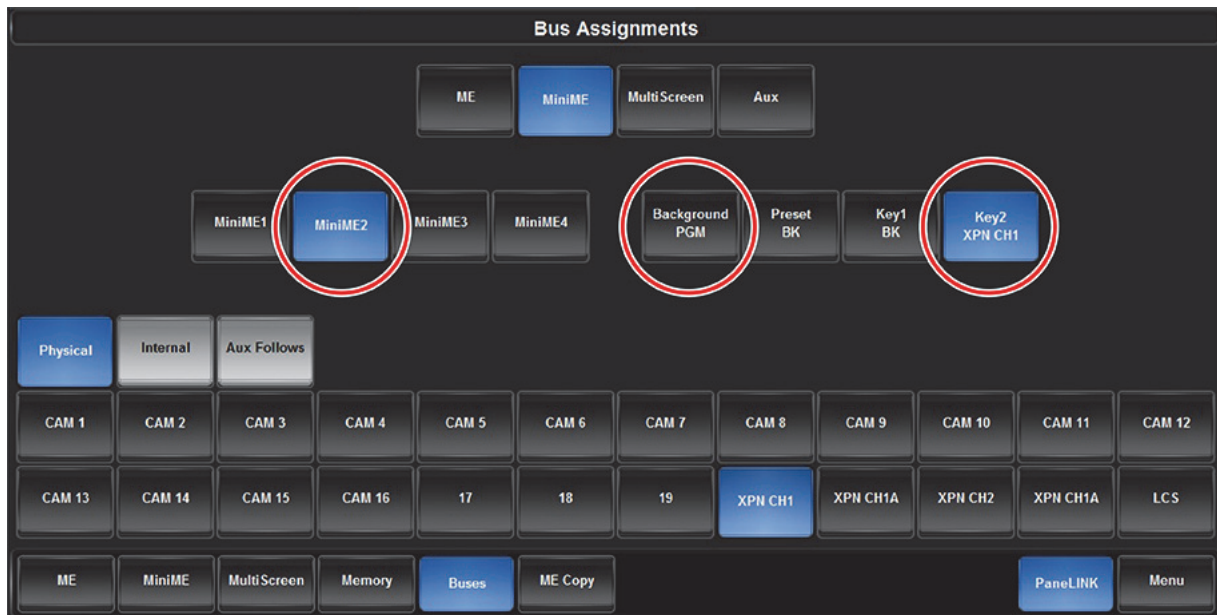 Bus Assignments
ME MiniME MultiScreen Aux
MiniME1 MiniME2 MiniME3 MiniME4 Background PGM Preset BK Key1 BK Key2 XPN CH1
Physical Internal Aux Follows
CAM 1 CAM 2 CAM 3 CAM 4 CAM 5 CAM 6 CAM 7 CAM 8 CAM 9 CAM 10 CAM 11 CAM 12
CAM 13 CAM 14 CAM 15 CAM 16 17 18 19 XPN CH1 XPN CH1A XPN CH2 XPN CH1A LCS
ME MiniME MultiScreen Memory Buses ME Copy PaneLINK Menu